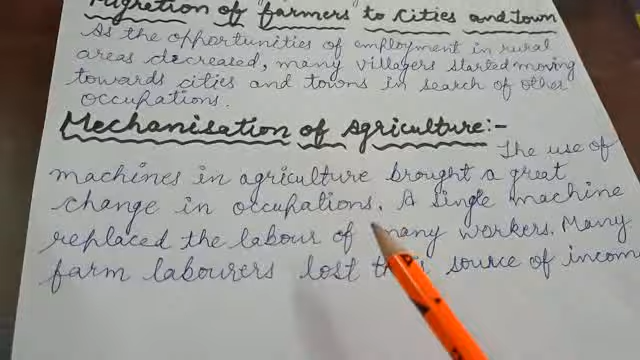 Migration of "farmers" to cities and town
As the opportunities of employment in rural
areas decreased, many villagers started moving
towards cities and towns in search of other
occupations.
Mechanisation of Agriculture:-
The use of
machines in agriculture brought a great
change in occupations. A single machine
replaced the labour of many workers. Many
farm labourers lost their source of income